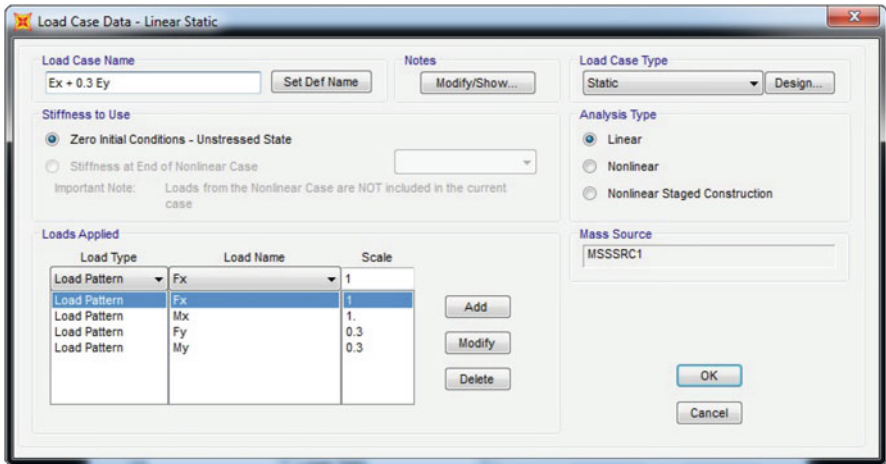 Load Case Data - Linear Static
Load Case Name
Ex + 0.3 Ey
Set Def Name
Notes
Modify/Show...
Load Case Type
Static
Design...
Stiffness to Use
Zero Initial Conditions - Unstressed State
Stiffness at End of Nonlinear Case
Important Note: Loads from the Nonlinear Case are NOT included in the current
case
Analysis Type
Linear
Nonlinear
Nonlinear Staged Construction
Loads Applied
Load Type Load Name Scale
Load Pattern Fx 1
Load Pattern Fx 1
Load Pattern Mx 1.
Load Pattern Fy 0.3
Load Pattern My 0.3
Add
Modify
Delete
Mass Source
MSSSRC1
OK
Cancel